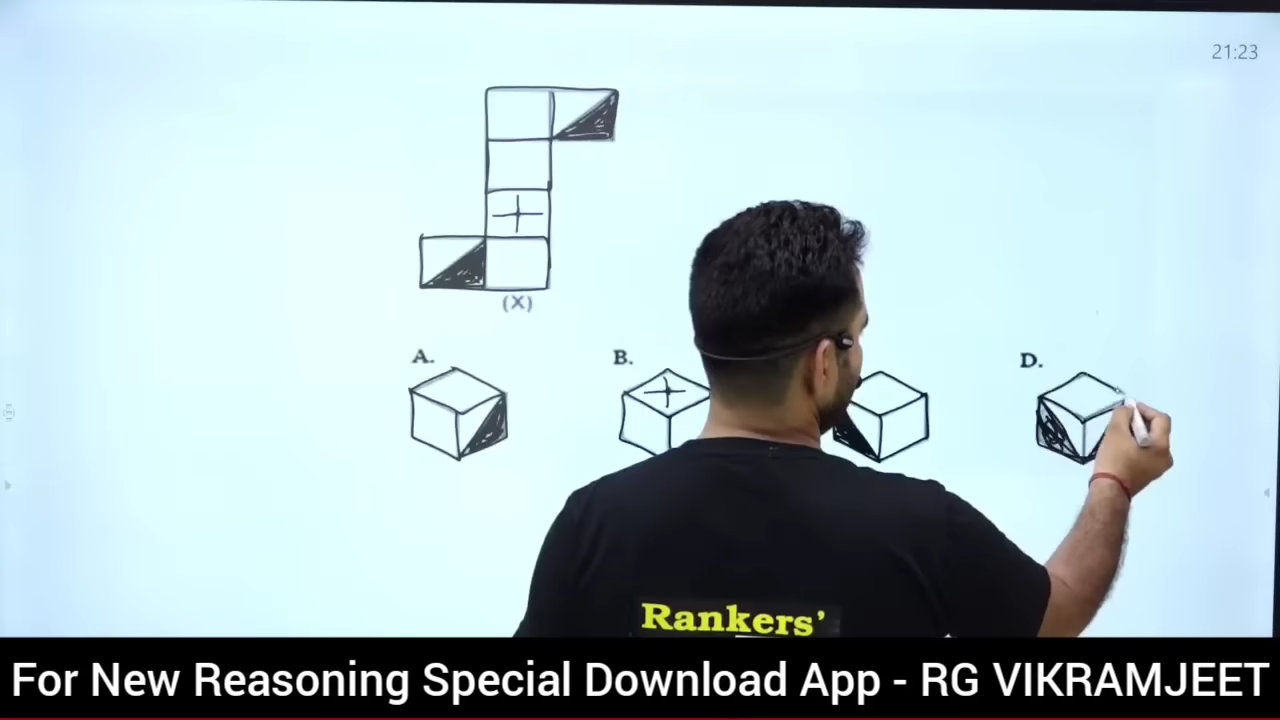 21:23
(X)
A.
B.
D.
Rankers’
For New Reasoning Special Download App - RG VIKRAMJEET